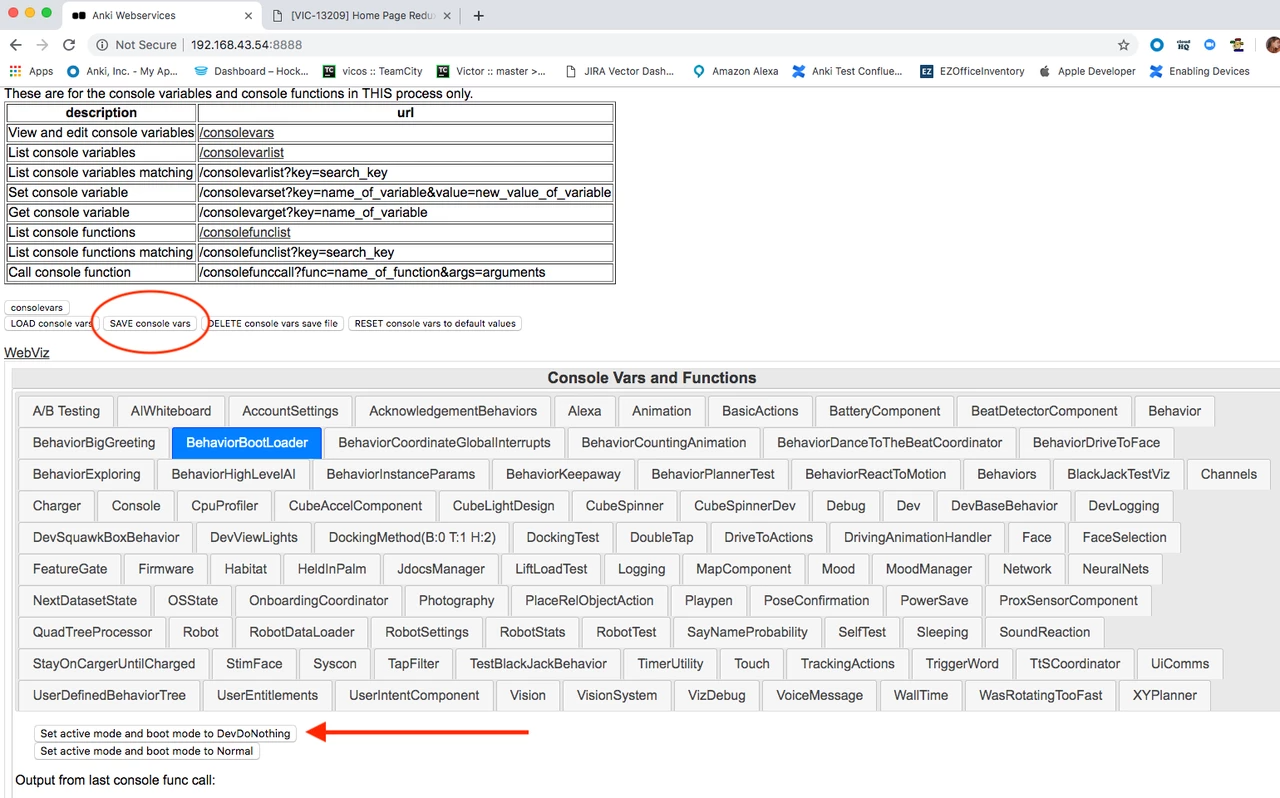 Anki Webservices
[VIC-13209] Home Page Redu
Not Secure 192.168.43.54:8888
Apps Anki, Inc. - My Ap... Dashboard – Hock... TC vicos :: TeamCity TC Victor :: master >... JIRA Vector Dash... Amazon Alexa Anki Test Conflue... EZ EZOfficeInventory Apple Developer Enabling Devices
cloud HQ
These are for the console variables and console functions in THIS process only.
description url
View and edit console variables /consolevars
List console variables /consolevarlist
List console variables matching /consolevarlist?key=search_key
Set console variable /consolevarset?key=name_of_variable&value=new_value_of_variable
Get console variable /consolevarget?key=name_of_variable
List console functions /consolefunclist
List console functions matching /consolefunclist?key=search_key
Call console function /consolefunccall?func=name_of_function&args=arguments
consolevars
LOAD console vars SAVE console vars DELETE console vars save file RESET console vars to default values
WebViz
Console Vars and Functions
A/B Testing AIWhiteboard AccountSettings AcknowledgementBehaviors Alexa Animation BasicActions BatteryComponent BeatDetectorComponent Behavior
BehaviorBigGreeting BehaviorBootLoader BehaviorCoordinateGlobalInterrupts BehaviorCountingAnimation BehaviorDanceToTheBeatCoordinator BehaviorDriveToFace
BehaviorExploring BehaviorHighLevelAI BehaviorInstanceParams BehaviorKeepaway BehaviorPlannerTest BehaviorReactToMotion Behaviors BlackJackTestViz Channels
Charger Console CpuProfiler CubeAccelComponent CubeLightDesign CubeSpinner CubeSpinnerDev Debug Dev DevBaseBehavior DevLogging
DevSquawkBoxBehavior DevViewLights DockingMethod(B:0 T:1 H:2) DockingTest DoubleTap DriveToActions DrivingAnimationHandler Face FaceSelection
FeatureGate Firmware Habitat HeldInPalm JdocsManager LiftLoadTest Logging MapComponent Mood MoodManager Network NeuralNets
NextDatasetState OSState OnboardingCoordinator Photography PlaceRelObjectAction Playpen PoseConfirmation PowerSave ProxSensorComponent
QuadTreeProcessor Robot RobotDataLoader RobotSettings RobotStats RobotTest SayNameProbability SelfTest Sleeping SoundReaction
StayOnCargerUntilCharged StimFace Syscon TapFilter TestBlackJackBehavior TimerUtility Touch TrackingActions TriggerWord TtSCoordinator UiComms
UserDefinedBehaviorTree UserEntitlements UserIntentComponent Vision VisionSystem VizDebug VoiceMessage WallTime WasRotatingTooFast XYPlanner
Set active mode and boot mode to DevDoNothing
Set active mode and boot mode to Normal
Output from last console func call: